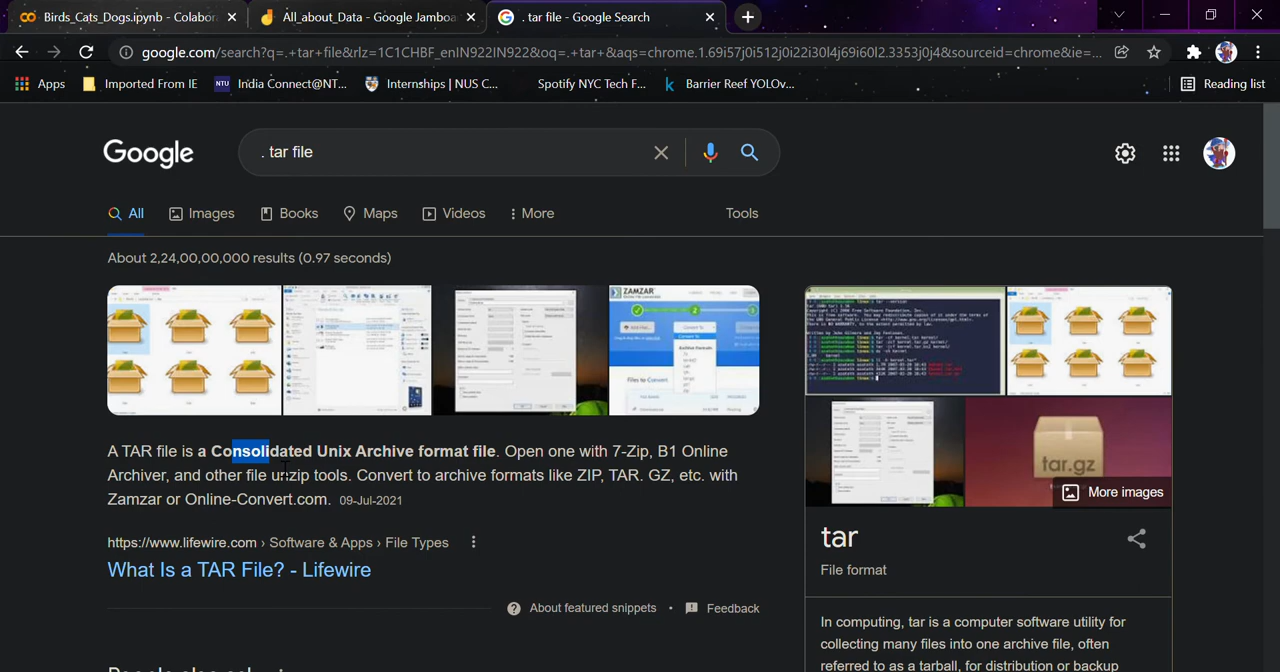 Birds_Cats_Dogs.ipynb - Colabor
All_about_Data - Google Jamboa
. tar file - Google Search
google.com/search?q=.+tar+file&rlz=1C1CHBF_enIN922IN922&oq=.+tar+&aqs=chrome.1.69i57j0i512j0i22i30l4j69i60l2.3353j0j4&sourceid=chrome&ie=...
Apps
Imported From IE
NTU
India Connect@NT...
Internships | NUS C...
Spotify NYC Tech F...
k
Barrier Reef YOLOv...
Reading list
Google
. tar file
All
Images
Books
Maps
Videos
More
Tools
About 2,24,00,00,000 results (0.97 seconds)
ZAMZAR
A TAR file is a Consolidated Unix Archive format file. Open one with 7-Zip, B1 Online
Archiver, and other file unzip tools. Convert to archive formats like ZIP, TAR. GZ, etc. with
Zamzar or Online-Convert.com. 09-Jul-2021
https://www.lifewire.com › Software & Apps › File Types
What Is a TAR File? - Lifewire
About featured snippets
Feedback
tar.gz
More images
tar
File format
In computing, tar is a computer software utility for
collecting many files into one archive file, often
referred to as a tarball, for distribution or backup